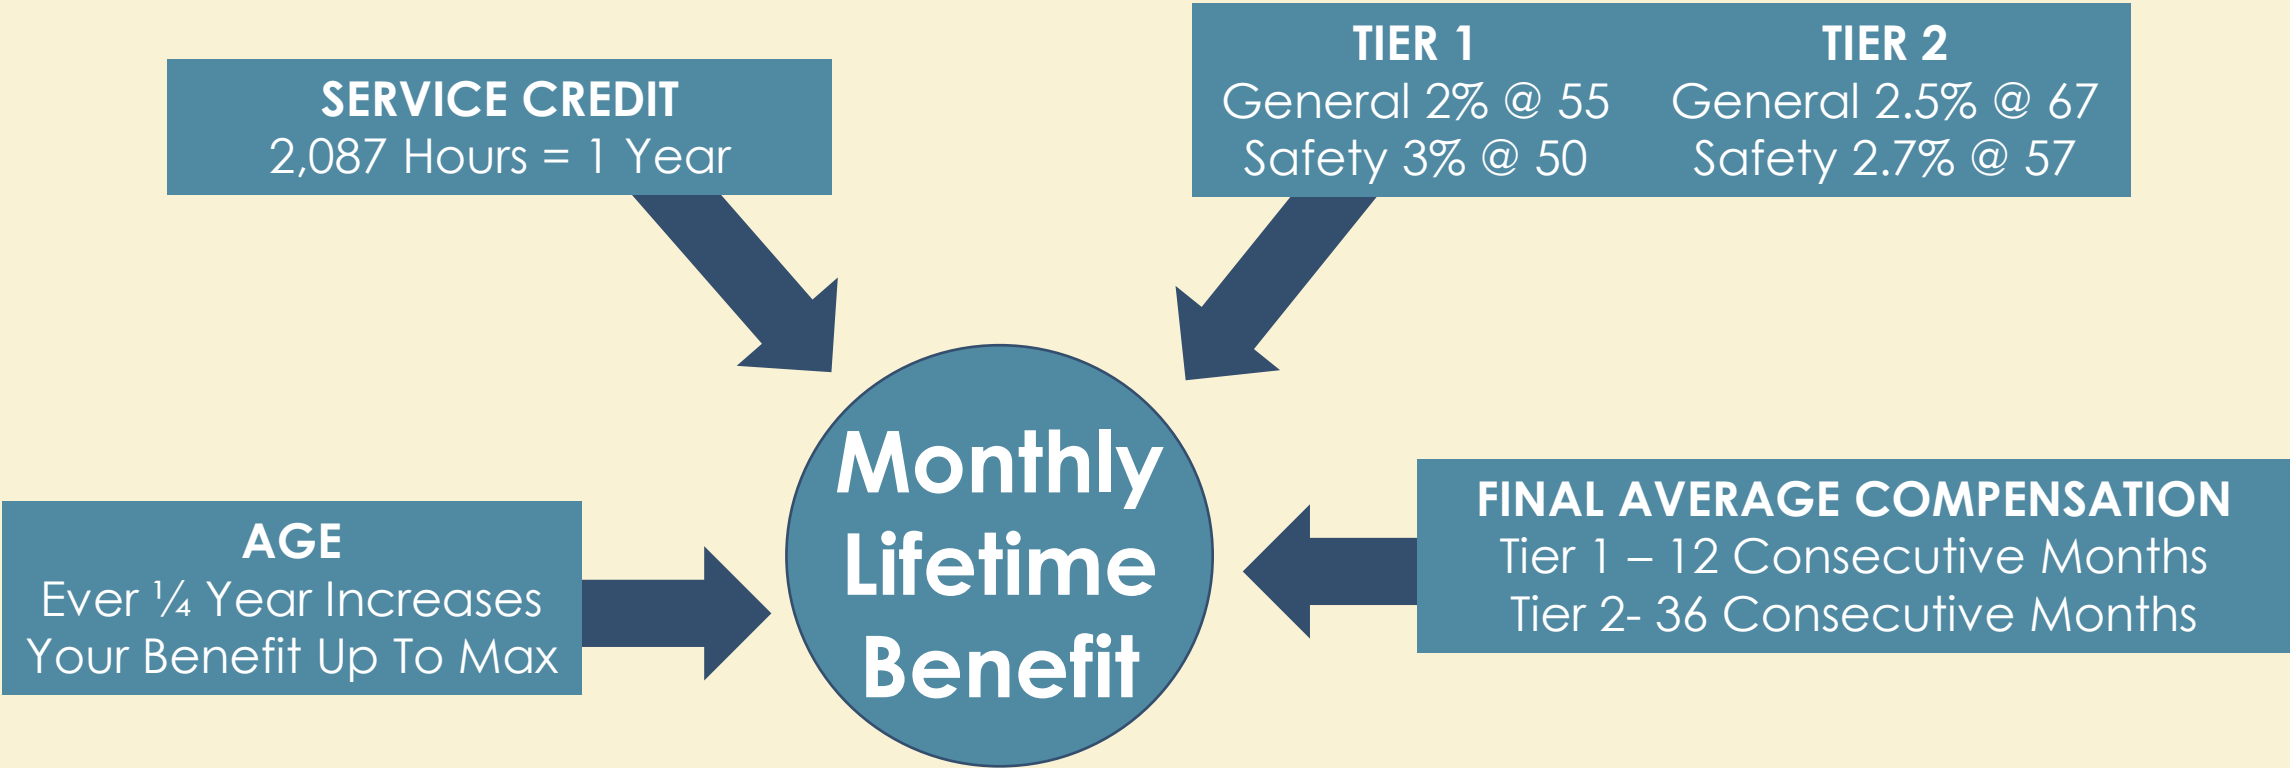 SERVICE CREDIT
2,087 Hours = 1 Year
TIER 1
General 2% @ 55
Safety 3% @ 50
TIER 2
General 2.5% @ 67
Safety 2.7% @ 57
AGE
Ever ¼ Year Increases
Your Benefit Up To Max
Monthly
Lifetime
Benefit
FINAL AVERAGE COMPENSATION
Tier 1 – 12 Consecutive Months
Tier 2- 36 Consecutive Months